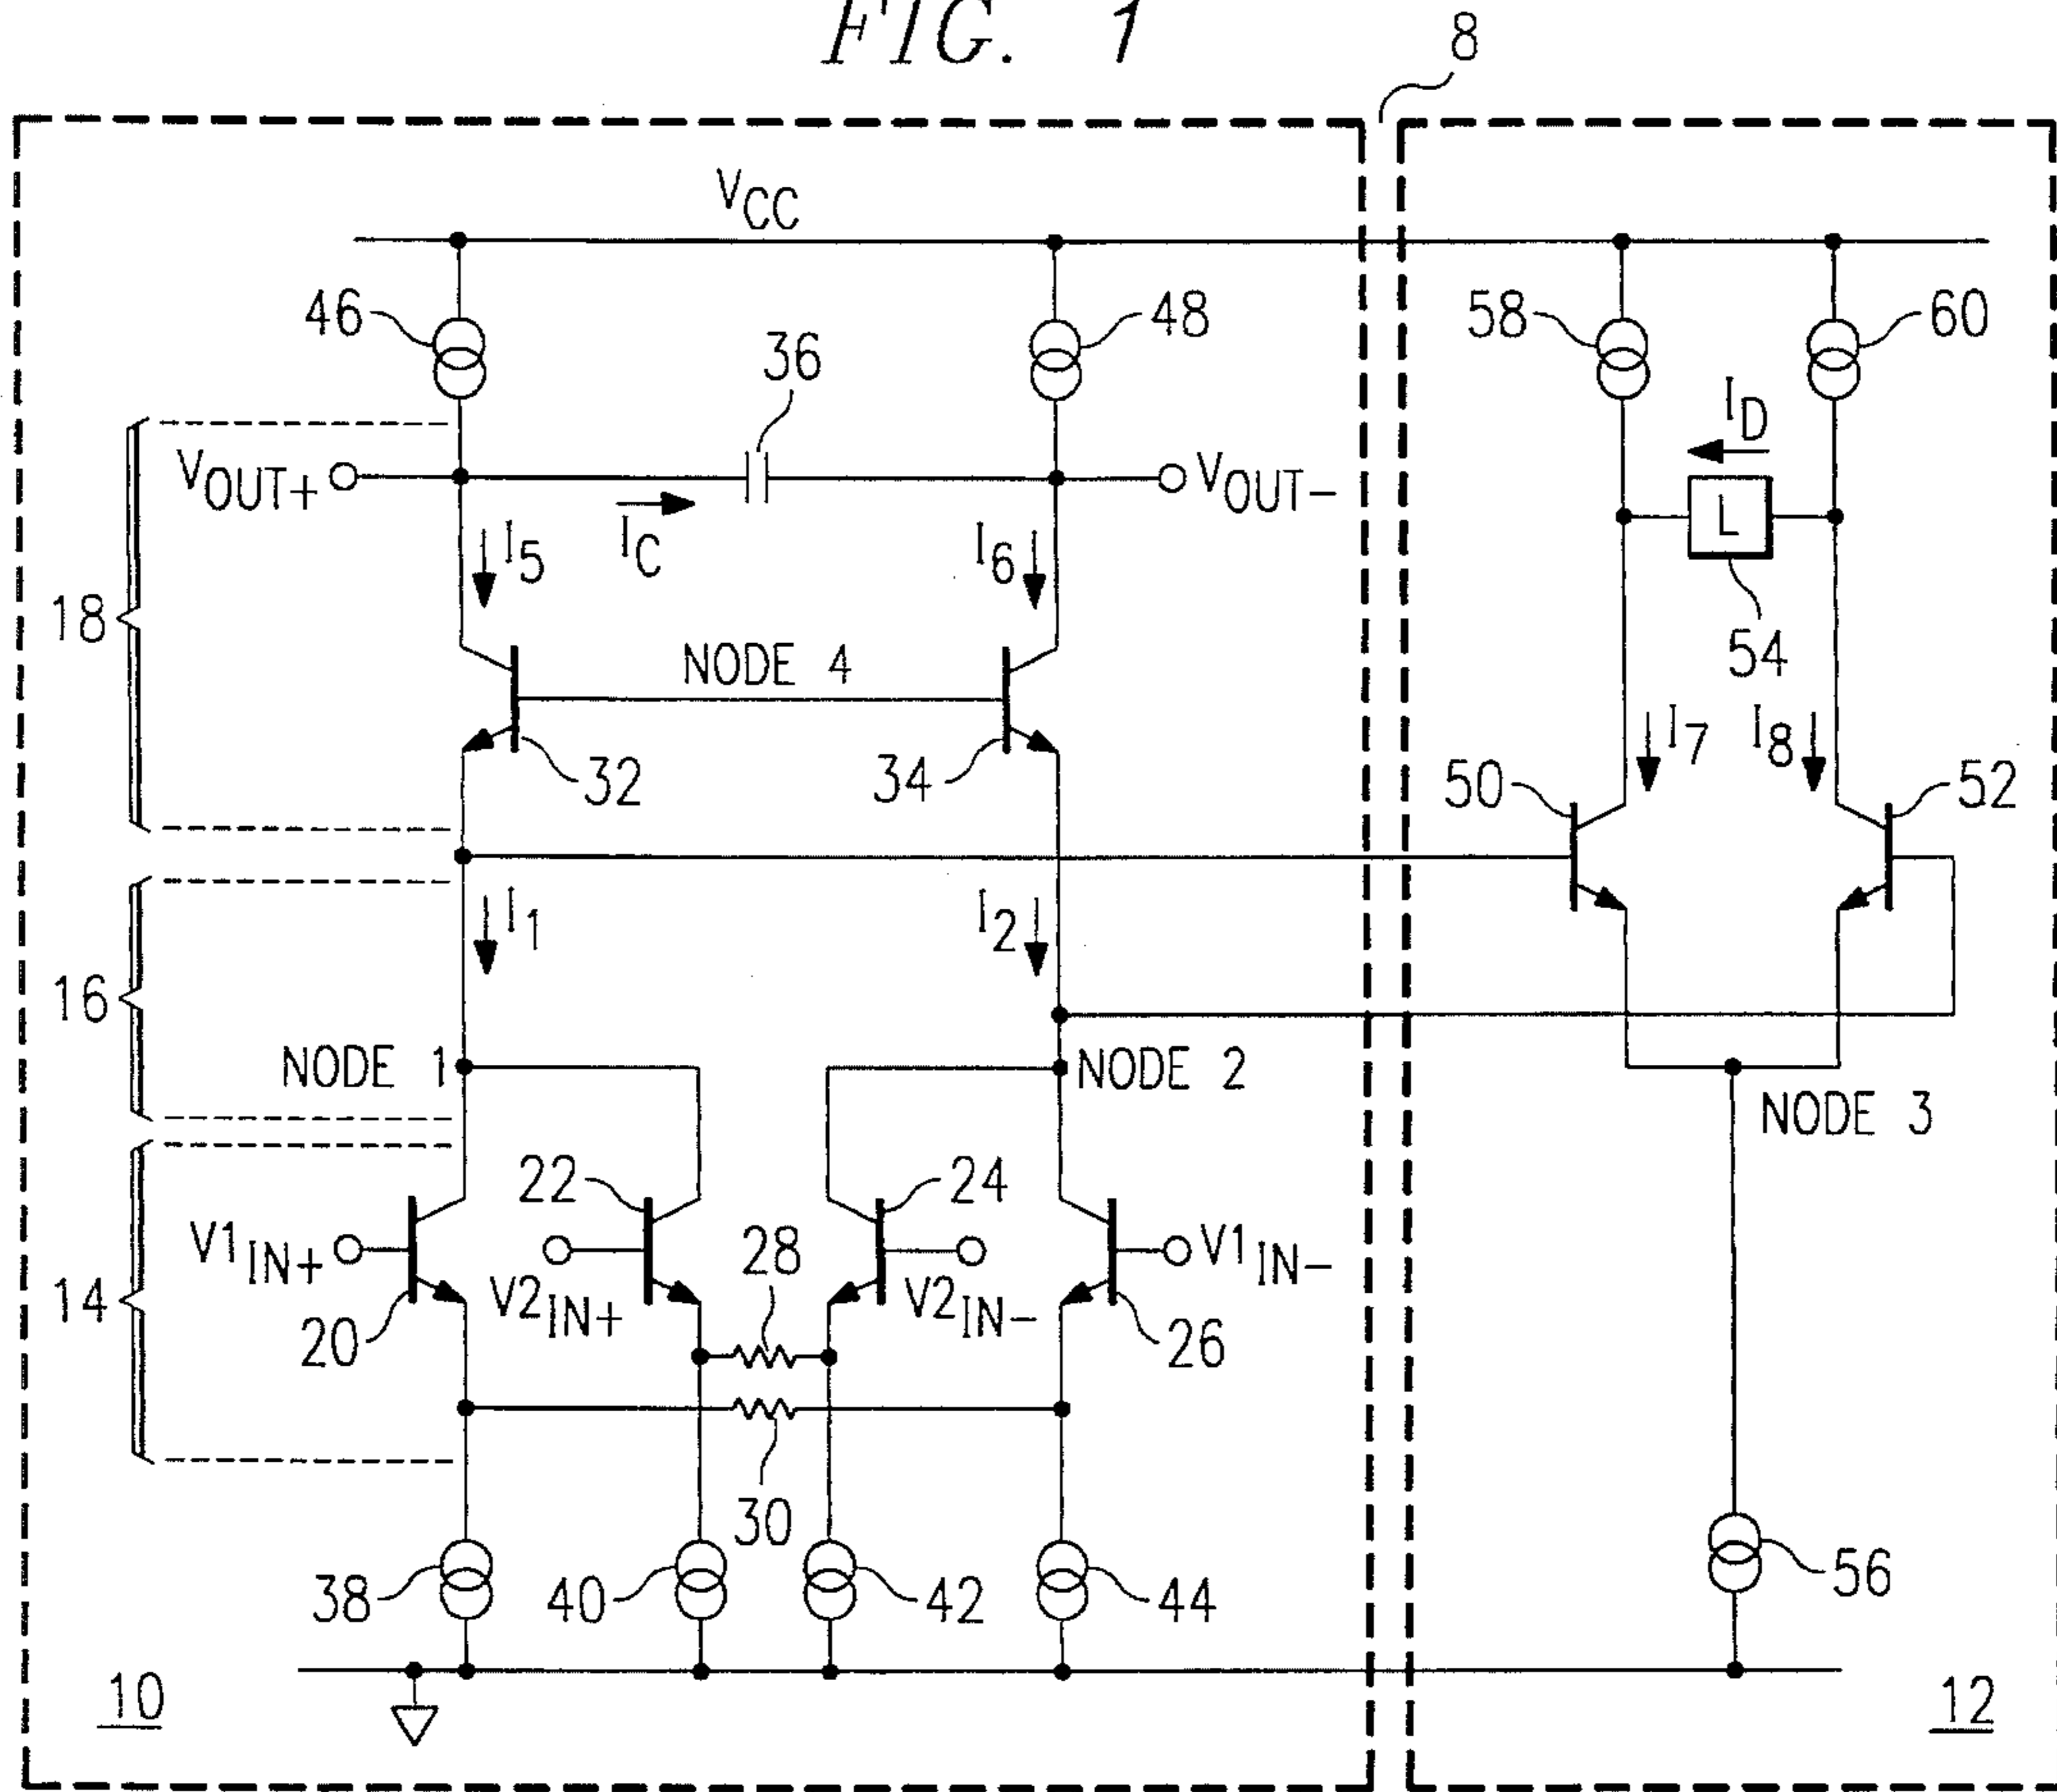 FIG. 1
8
VCC
46
48
58
60
36
ID
VOUT+
VOUT-
L
I5
IC
I6
18
54
NODE 4
I7
I8
32
34
50
52
I1
I2
16
NODE 1
NODE 2
NODE 3
22
24
28
V1IN+
V2IN+
V2IN-
V1IN-
14
20
26
30
38
40
42
44
56
10
12